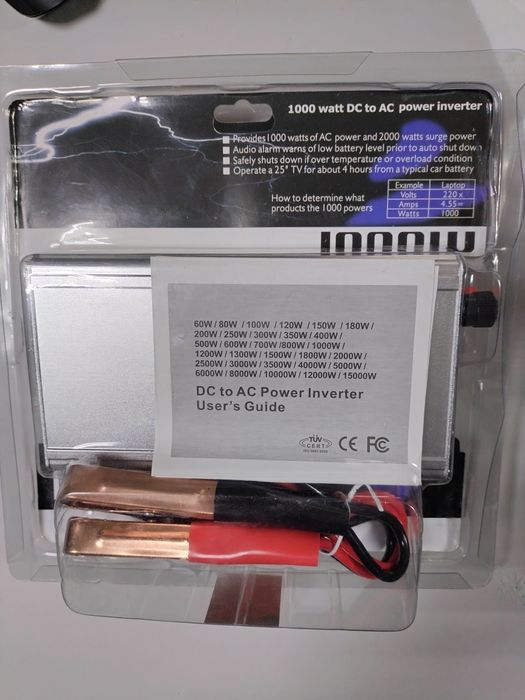 1000 watt DC to AC power inverter
Provides 1000 watts of AC power and 2000 watts surge power
Audio alarm warns of low battery level prior to auto shut down
Safely shuts down if over temperature or overload condition
Operate a 25" TV for about 4 hours from a typical car battery
How to determine what
products the 1000 powers
Example Laptop
Volts 220 x
Amps 4.55=
Watts 1000
1000W
60W / 80W / 100W / 120W / 150W / 180W /
200W / 250W / 300W / 350W / 400W /
500W / 600W / 700W /800W / 1000W /
1200W / 1300W / 1500W / 1800W / 2000W /
2500W / 3000W / 3500W / 4000W / 5000W /
6000W / 8000W / 10000W / 12000W / 15000W
DC to AC Power Inverter
User's Guide
TÜV
CERT
CE FC